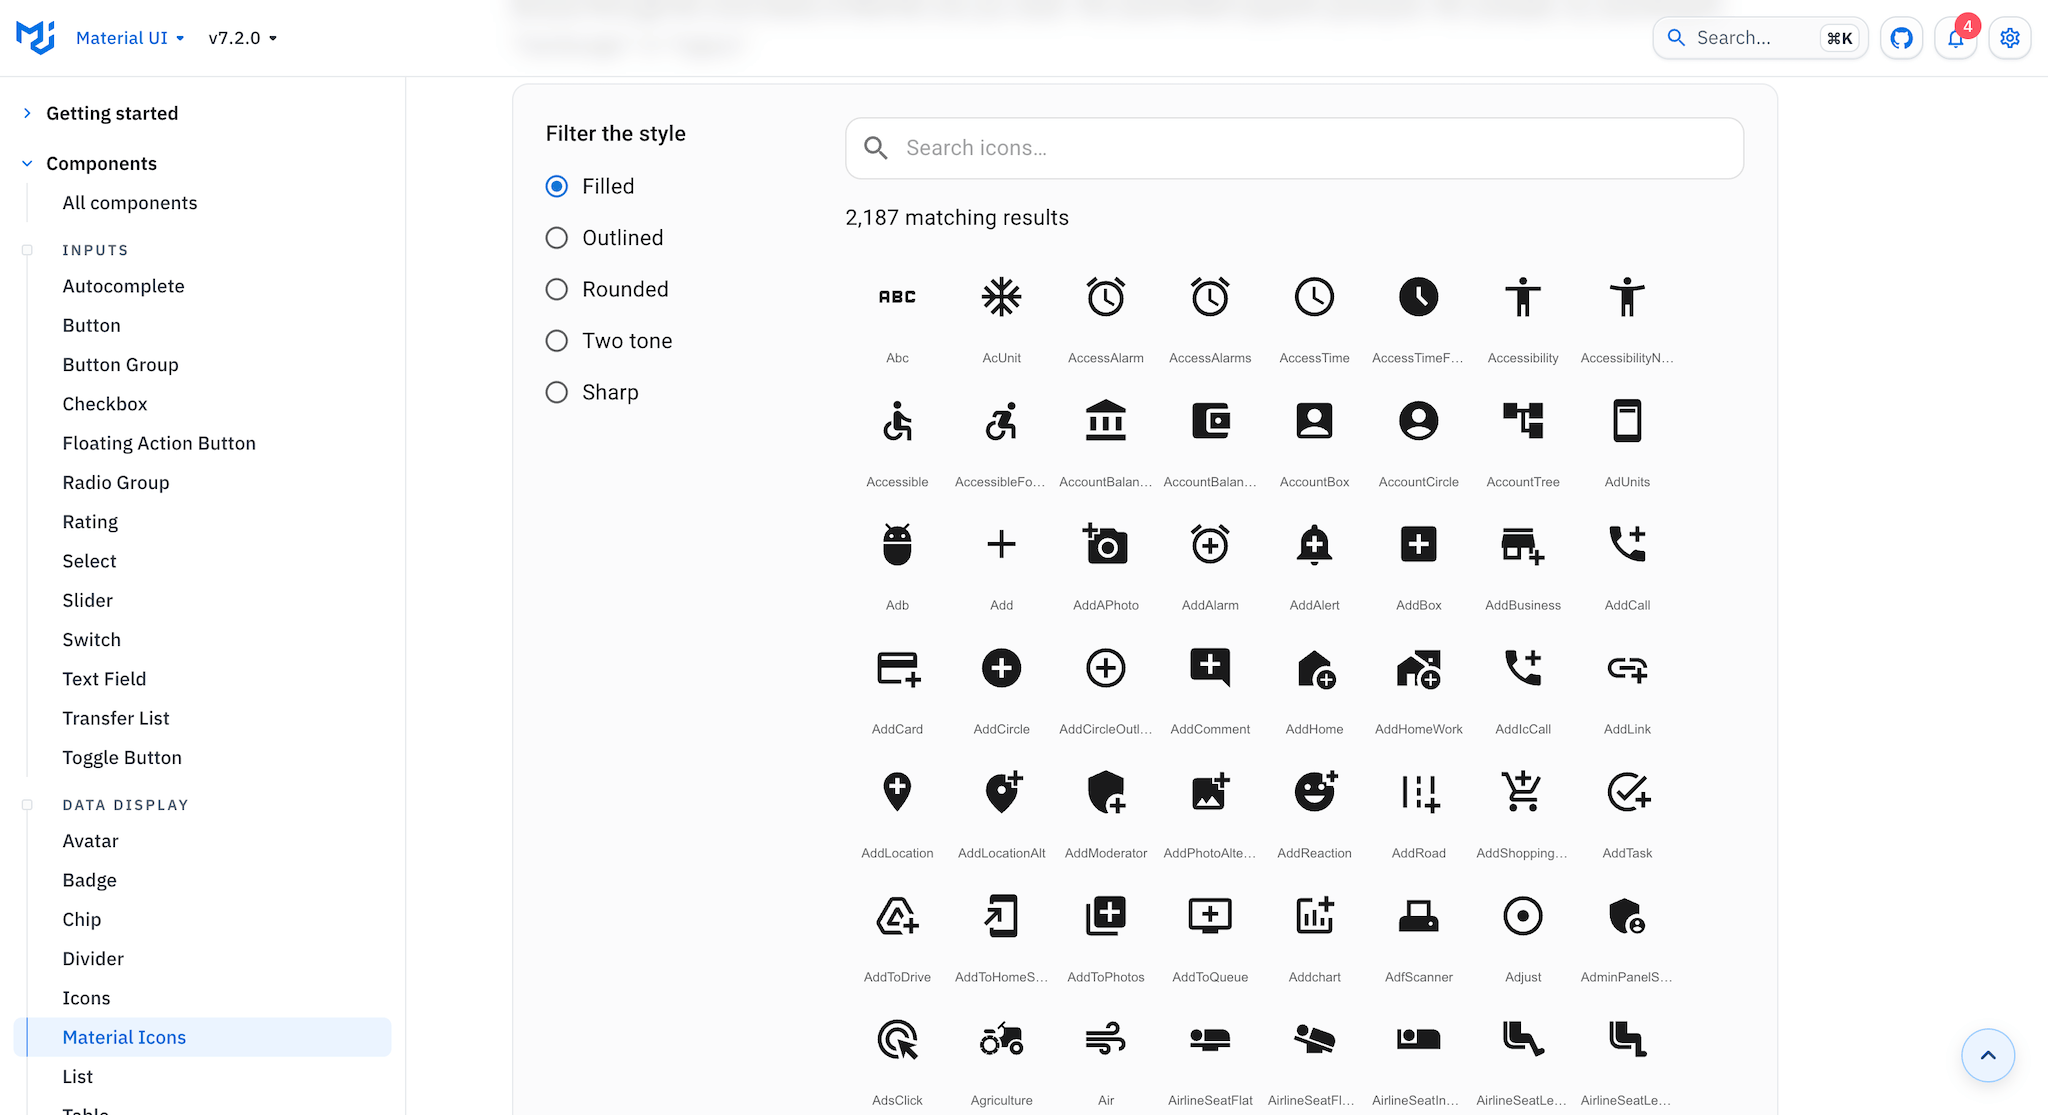 Material UI
v7.2.0
Search...
⌘K
4
Getting started
Components
All components
INPUTS
Autocomplete
Button
Button Group
Checkbox
Floating Action Button
Radio Group
Rating
Select
Slider
Switch
Text Field
Transfer List
Toggle Button
DATA DISPLAY
Avatar
Badge
Chip
Divider
Icons
Material Icons
List
Table
Filter the style
Filled
Outlined
Rounded
Two tone
Sharp
Search icons…
2,187 matching results
ABC
Abc AcUnit AccessAlarm AccessAlarms AccessTime AccessTimeF… Accessibility AccessibilityN…
Accessible AccessibleFo… AccountBalan… AccountBalan… AccountBox AccountCircle AccountTree AdUnits
Adb Add AddAPhoto AddAlarm AddAlert AddBox AddBusiness AddCall
AddCard AddCircle AddCircleOutl… AddComment AddHome AddHomeWork AddIcCall AddLink
AddLocation AddLocationAlt AddModerator AddPhotoAlte… AddReaction AddRoad AddShopping… AddTask
AddToDrive AddToHomeS… AddToPhotos AddToQueue Addchart AdfScanner Adjust AdminPanelS…
AdsClick Agriculture Air AirlineSeatFlat AirlineSeatFl… AirlineSeatIn… AirlineSeatLe… AirlineSeatLe…